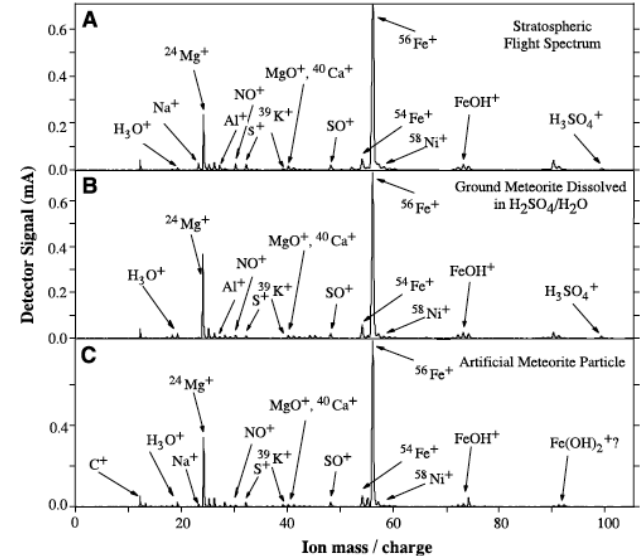 A
Stratospheric
Flight Spectrum
⁵⁶Fe⁺
²⁴Mg⁺
MgO⁺, ⁴⁰Ca⁺
NO⁺
Na⁺
Al⁺
S⁺
³⁹K⁺
SO⁺
⁵⁴Fe⁺
FeOH⁺
⁵⁸Ni⁺
H₃O⁺
H₃SO₄⁺
0.6
0.4
0.2
0.0
B
Ground Meteorite Dissolved
in H₂SO₄/H₂O
⁵⁶Fe⁺
²⁴Mg⁺
MgO⁺, ⁴⁰Ca⁺
NO⁺
H₃O⁺
Al⁺
S⁺
³⁹K⁺
SO⁺
⁵⁴Fe⁺
FeOH⁺
⁵⁸Ni⁺
H₃SO₄⁺
0.6
0.4
0.2
0.0
C
Artificial Meteorite Particle
⁵⁶Fe⁺
²⁴Mg⁺
MgO⁺, ⁴⁰Ca⁺
NO⁺
H₃O⁺
C⁺
Na⁺
S⁺
³⁹K⁺
SO⁺
⁵⁴Fe⁺
FeOH⁺
⁵⁸Ni⁺
Fe(OH)₂⁺?
0.4
0.0
Detector Signal (mA)
0 20 40 60 80 100
Ion mass / charge